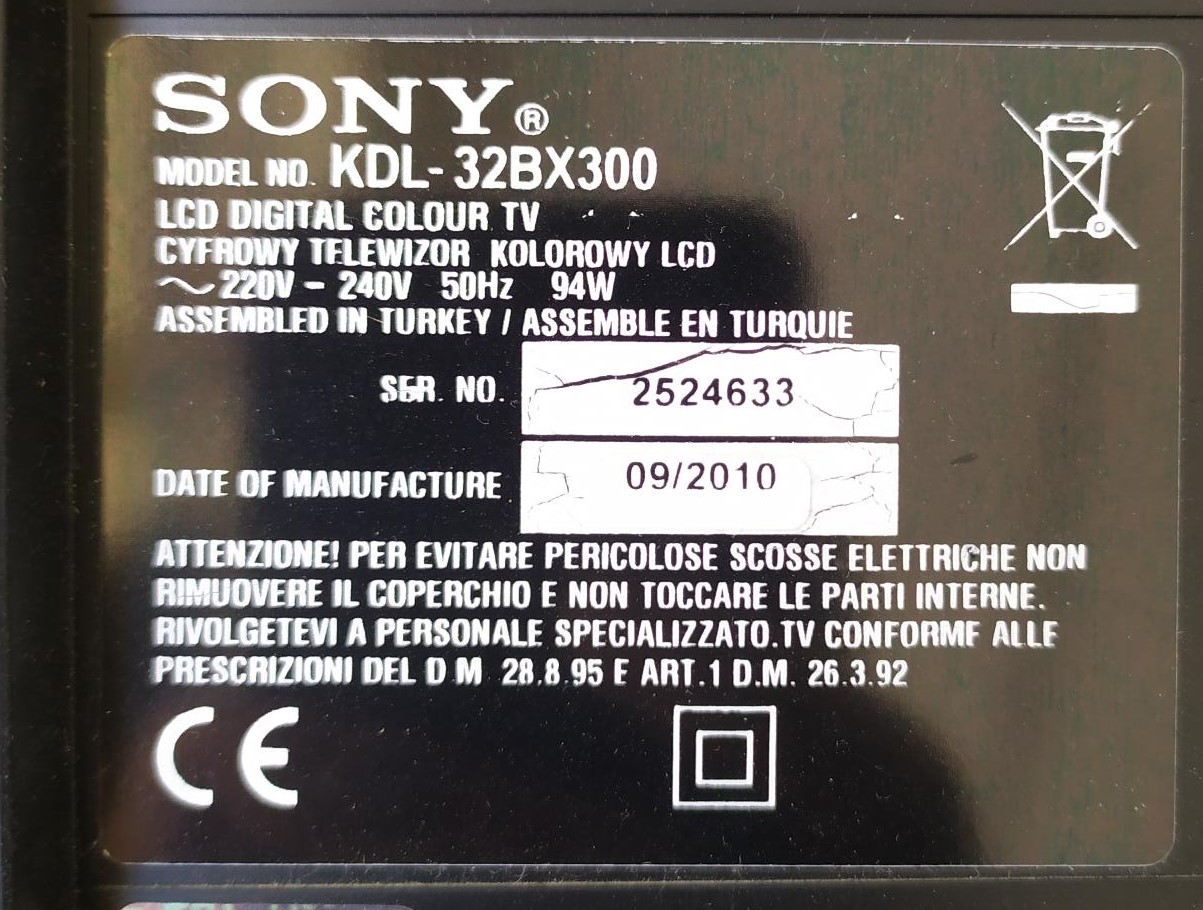 SONY®
MODEL NO. KDL-32BX300
LCD DIGITAL COLOUR TV
CYFROWY TELEWIZOR KOLOROWY LCD
~ 220V - 240V 50Hz 94W
ASSEMBLED IN TURKEY / ASSEMBLE EN TURQUIE
SER. NO. 2524633
DATE OF MANUFACTURE 09/2010
ATTENZIONE! PER EVITARE PERICOLOSE SCOSSE ELETTRICHE NON
RIMUOVERE IL COPERCHIO E NON TOCCARE LE PARTI INTERNE.
RIVOLGETEVI A PERSONALE SPECIALIZZATO.TV CONFORME ALLE
PRESCRIZIONI DEL D M 28.8.95 E ART.1 D.M. 26.3.92
CE